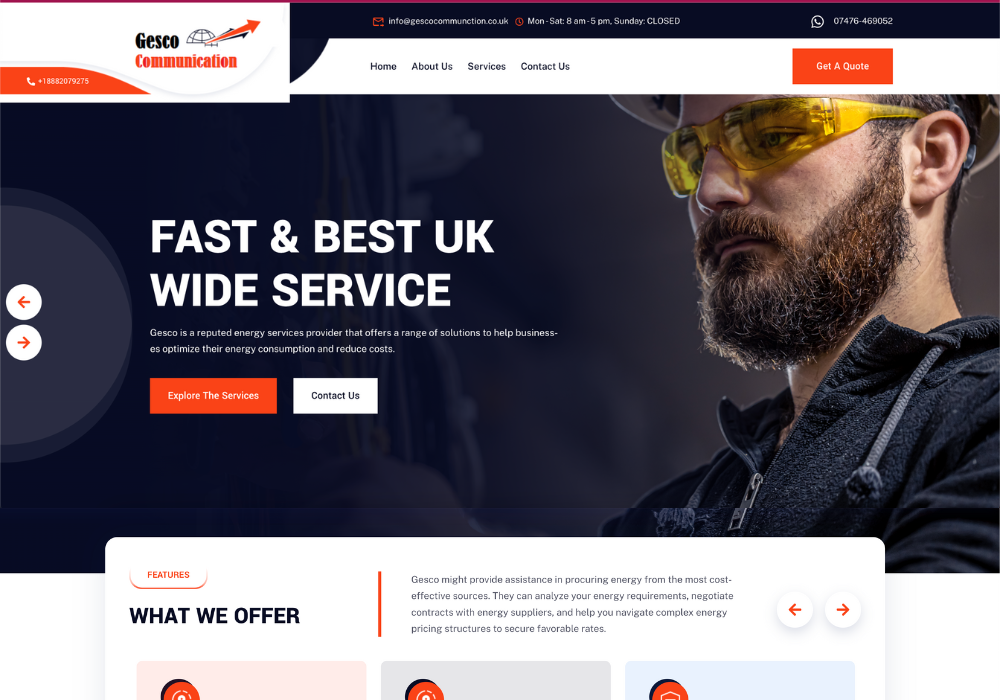 info@gescocommunction.co.uk Mon - Sat: 8 am - 5 pm, Sunday: CLOSED 07476-469052
Gesco
Communication
+18882079275
Home About Us Services Contact Us Get A Quote
FAST & BEST UK
WIDE SERVICE
Gesco is a reputed energy services provider that offers a range of solutions to help business-
es optimize their energy consumption and reduce costs.
Explore The Services Contact Us
FEATURES
WHAT WE OFFER
Gesco might provide assistance in procuring energy from the most cost-
effective sources. They can analyze your energy requirements, negotiate
contracts with energy suppliers, and help you navigate complex energy
pricing structures to secure favorable rates.